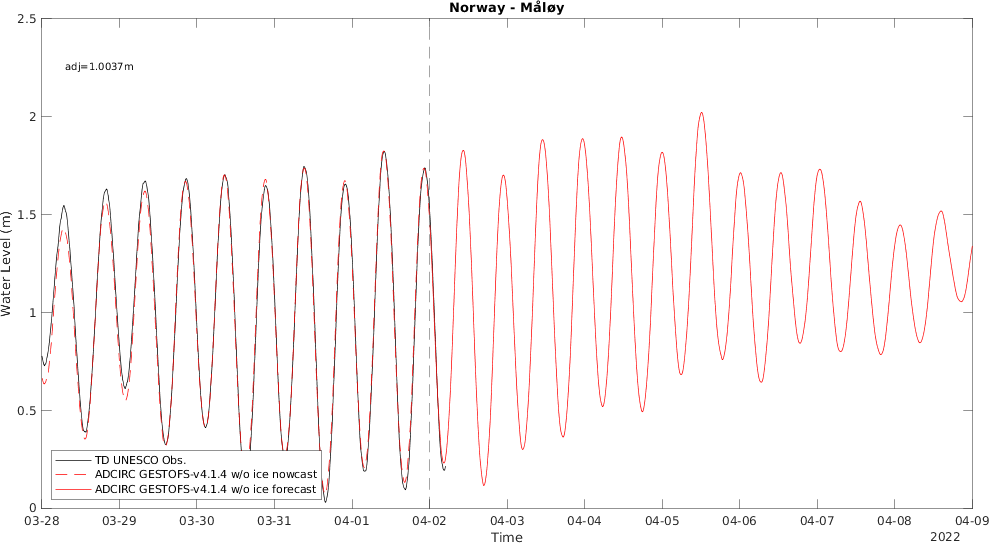 Norway - Måløy
2.5
adj=1.0037m
2
1.5
Water Level (m)
1
0.5
TD UNESCO Obs.
ADCIRC GESTOFS-v4.1.4 w/o ice nowcast
ADCIRC GESTOFS-v4.1.4 w/o ice forecast
0
03-28 03-29 03-30 03-31 04-01 04-02 04-03 04-04 04-05 04-06 04-07 04-08 04-09
Time
2022